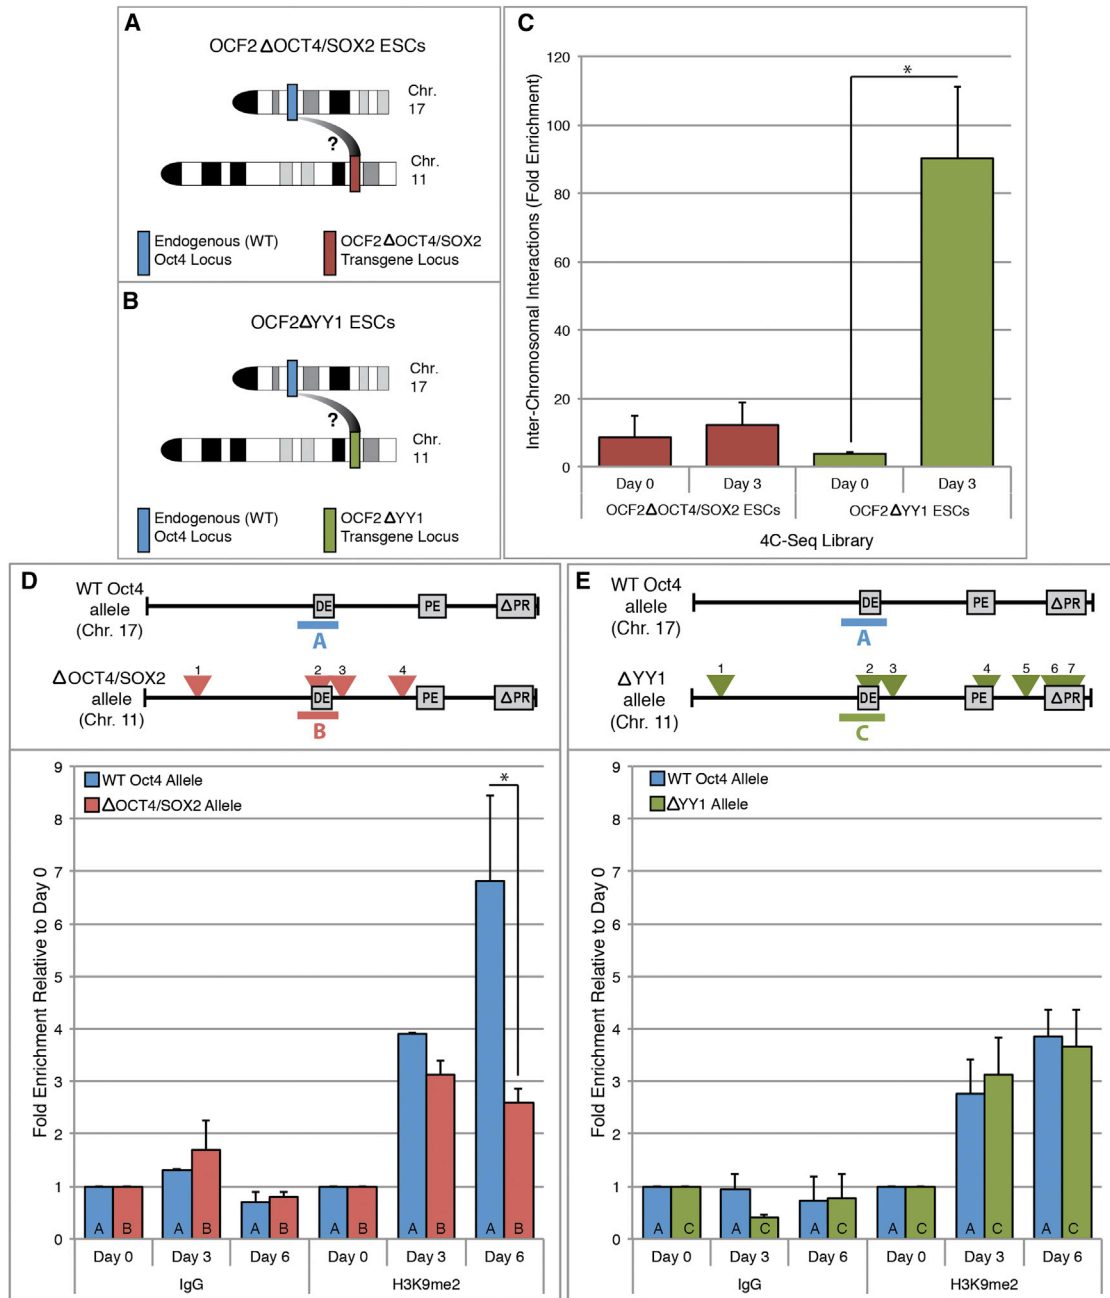 A
OCF2 ΔOCT4/SOX2 ESCs
Chr.
17
?
Chr.
11
Endogenous (WT)
Oct4 Locus
OCF2ΔOCT4/SOX2
Transgene Locus
B
OCF2ΔYY1 ESCs
Chr.
17
?
Chr.
11
Endogenous (WT)
Oct4 Locus
OCF2 ΔYY1
Transgene Locus
C
Inter-Chromosomal Interactions (Fold Enrichment)
120
100
80
60
40
20
0
*
Day 0 Day 3 Day 0 Day 3
OCF2ΔOCT4/SOX2 ESCs OCF2ΔYY1 ESCs
4C-Seq Library
D
WT Oct4
allele
(Chr. 17)
DE PE ΔPR
A
ΔOCT4/SOX2
allele
(Chr. 11)
1 2 3 4
DE PE ΔPR
B
Fold Enrichment Relative to Day 0
9
8
7
6
5
4
3
2
1
0
WT Oct4 Allele
ΔOCT4/SOX2 Allele
*
A B A B A B A B A B A B
Day 0 Day 3 Day 6 Day 0 Day 3 Day 6
IgG H3K9me2
E
WT Oct4
allele
(Chr. 17)
DE PE ΔPR
A
ΔYY1
allele
(Chr. 11)
1 2 3 4 5 6 7
DE PE ΔPR
C
Fold Enrichment Relative to Day 0
9
8
7
6
5
4
3
2
1
0
WT Oct4 Allele
ΔYY1 Allele
A C A C A C A C A C A C
Day 0 Day 3 Day 6 Day 0 Day 3 Day 6
IgG H3K9me2